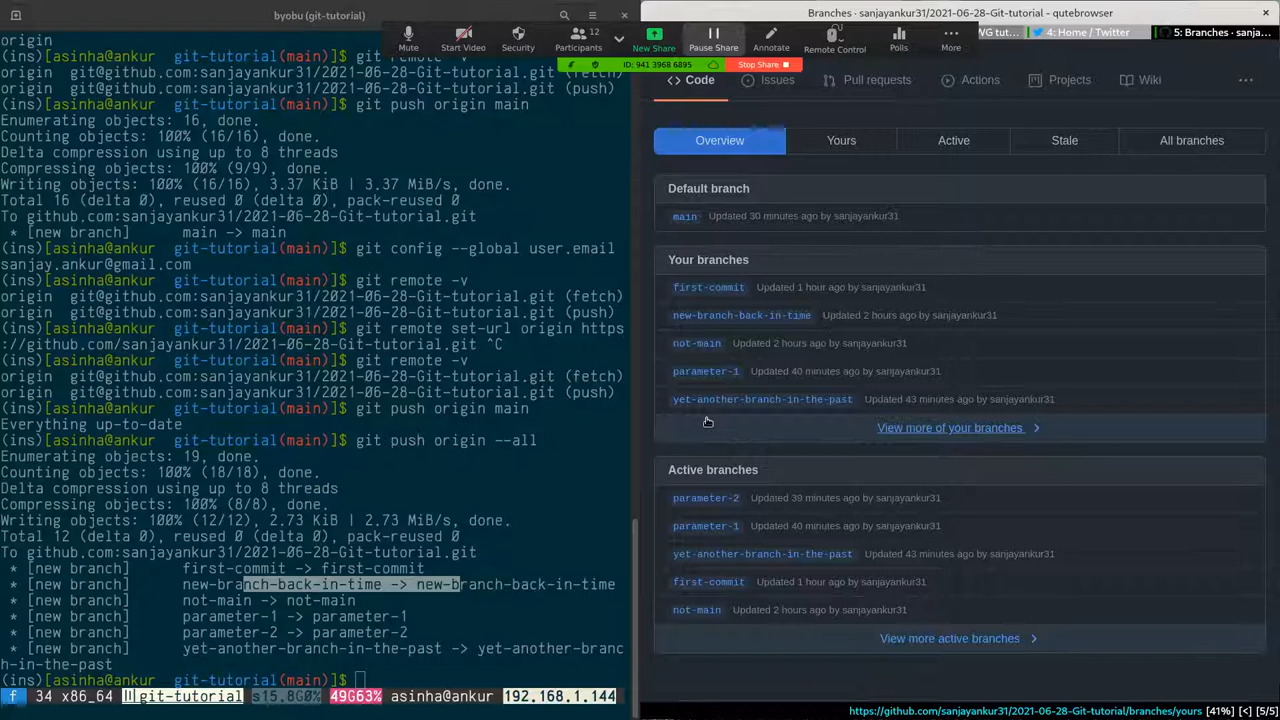 byobu (git-tutorial)
Branches - sanjayankur31/2021-06-28-Git-tutorial - qutebrowser
WG tut...
4: Home / Twitter
5: Branches - sanja...
Mute
Start Video
Security
Participants
12
New Share
Pause Share
Annotate
Remote Control
Polls
More
ID: 941 3968 6895
Stop Share
origin
(ins)[asinha@ankur  git-tutorial(main)]$ git remote -v
origin  git@github.com:sanjayankur31/2021-06-28-Git-tutorial.git (fetch)
origin  git@github.com:sanjayankur31/2021-06-28-Git-tutorial.git (push)
(ins)[asinha@ankur  git-tutorial(main)]$ git push origin main
Enumerating objects: 16, done.
Counting objects: 100% (16/16), done.
Delta compression using up to 8 threads
Compressing objects: 100% (9/9), done.
Writing objects: 100% (16/16), 3.37 KiB | 3.37 MiB/s, done.
Total 16 (delta 0), reused 0 (delta 0), pack-reused 0
To github.com:sanjayankur31/2021-06-28-Git-tutorial.git
* [new branch]      main -> main
(ins)[asinha@ankur  git-tutorial(main)]$ git config --global user.email
sanjay.ankur@gmail.com
(ins)[asinha@ankur  git-tutorial(main)]$ git remote -v
origin  git@github.com:sanjayankur31/2021-06-28-Git-tutorial.git (fetch)
origin  git@github.com:sanjayankur31/2021-06-28-Git-tutorial.git (push)
(ins)[asinha@ankur  git-tutorial(main)]$ git remote set-url origin https
://github.com/sanjayankur31/2021-06-28-Git-tutorial.git ^C
(ins)[asinha@ankur  git-tutorial(main)]$ git remote -v
origin  git@github.com:sanjayankur31/2021-06-28-Git-tutorial.git (fetch)
origin  git@github.com:sanjayankur31/2021-06-28-Git-tutorial.git (push)
(ins)[asinha@ankur  git-tutorial(main)]$ git push origin main
Everything up-to-date
(ins)[asinha@ankur  git-tutorial(main)]$ git push origin --all
Enumerating objects: 19, done.
Counting objects: 100% (18/18), done.
Delta compression using up to 8 threads
Compressing objects: 100% (8/8), done.
Writing objects: 100% (12/12), 2.73 KiB | 2.73 MiB/s, done.
Total 12 (delta 0), reused 0 (delta 0), pack-reused 0
To github.com:sanjayankur31/2021-06-28-Git-tutorial.git
* [new branch]      first-commit -> first-commit
* [new branch]      new-branch-back-in-time -> new-branch-back-in-time
* [new branch]      not-main -> not-main
* [new branch]      parameter-1 -> parameter-1
* [new branch]      parameter-2 -> parameter-2
* [new branch]      yet-another-branch-in-the-past -> yet-another-branc
h-in-the-past
(ins)[asinha@ankur  git-tutorial(main)]$
f  34 x86_64  git-tutorial  s15.8G0%  49G63%  asinha@ankur  192.168.1.144
Code
Issues
Pull requests
Actions
Projects
Wiki
Overview
Yours
Active
Stale
All branches
Default branch
main Updated 30 minutes ago by sanjayankur31
Your branches
first-commit Updated 1 hour ago by sanjayankur31
new-branch-back-in-time Updated 2 hours ago by sanjayankur31
not-main Updated 2 hours ago by sanjayankur31
parameter-1 Updated 40 minutes ago by sanjayankur31
yet-another-branch-in-the-past Updated 43 minutes ago by sanjayankur31
View more of your branches
Active branches
parameter-2 Updated 39 minutes ago by sanjayankur31
parameter-1 Updated 40 minutes ago by sanjayankur31
yet-another-branch-in-the-past Updated 43 minutes ago by sanjayankur31
first-commit Updated 1 hour ago by sanjayankur31
not-main Updated 2 hours ago by sanjayankur31
View more active branches
https://github.com/sanjayankur31/2021-06-28-Git-tutorial/branches/yours [41%] [<] [5/5]